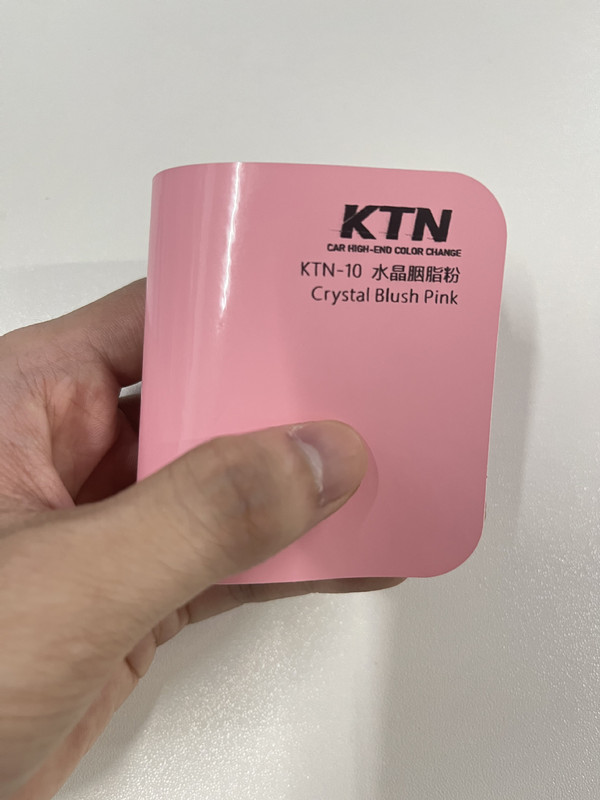 KTN
CAR HIGH-END COLOR CHANGE
KTN-10 水晶胭脂粉
Crystal Blush Pink